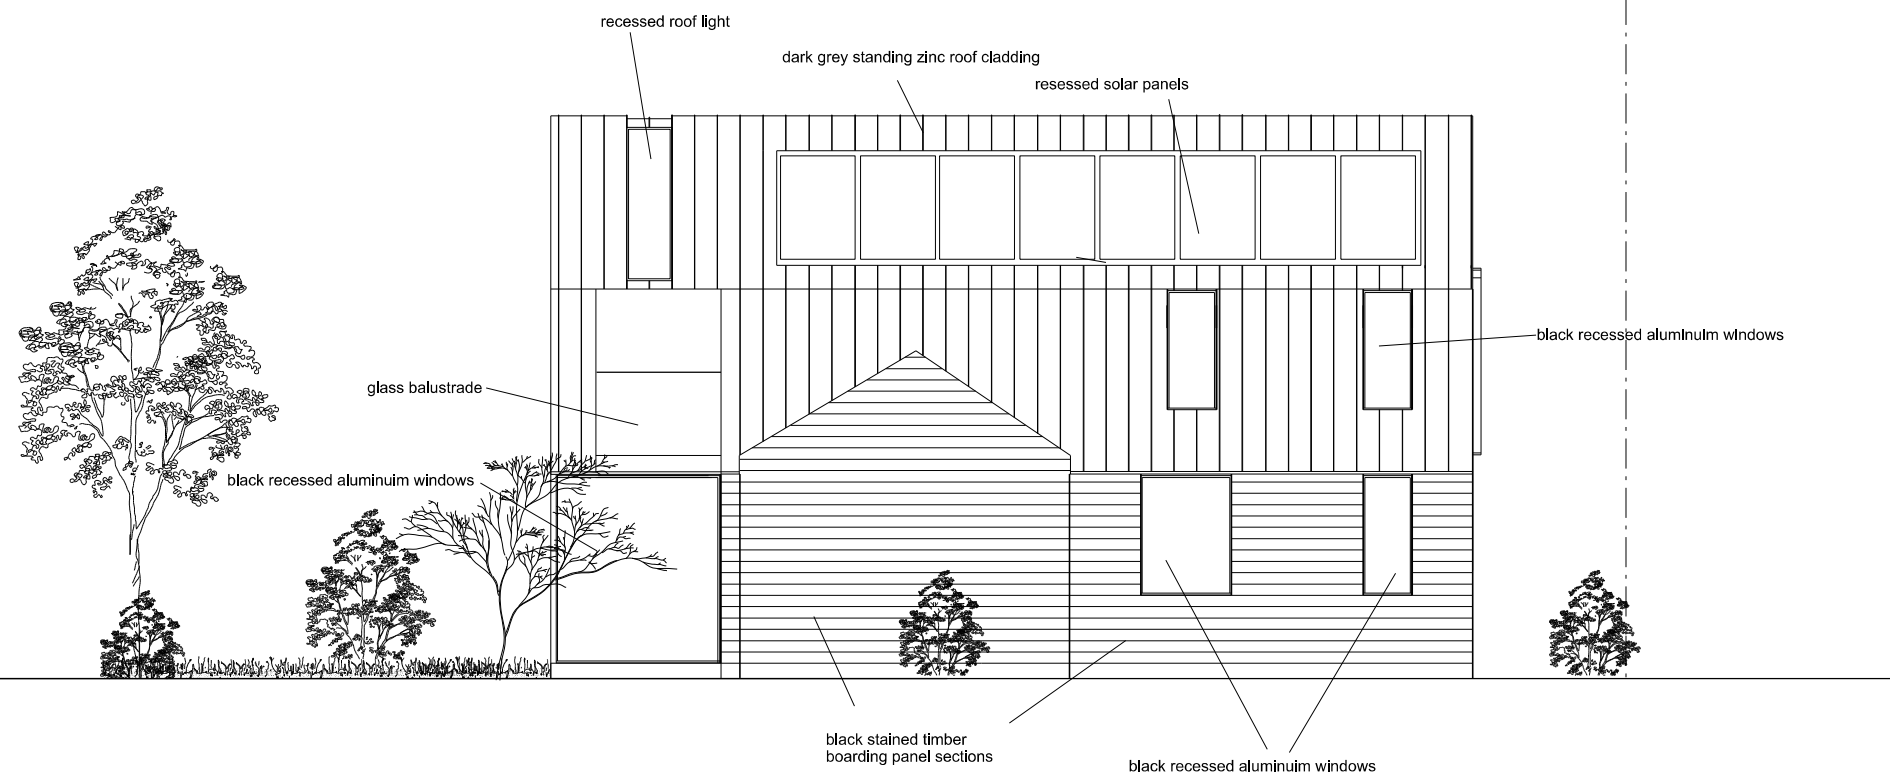 recessed roof light
dark grey standing zinc roof cladding
resessed solar panels
black recessed aluminuim windows
glass balustrade
black recessed aluminuim windows
black stained timber
boarding panel sections
black recessed aluminuim windows